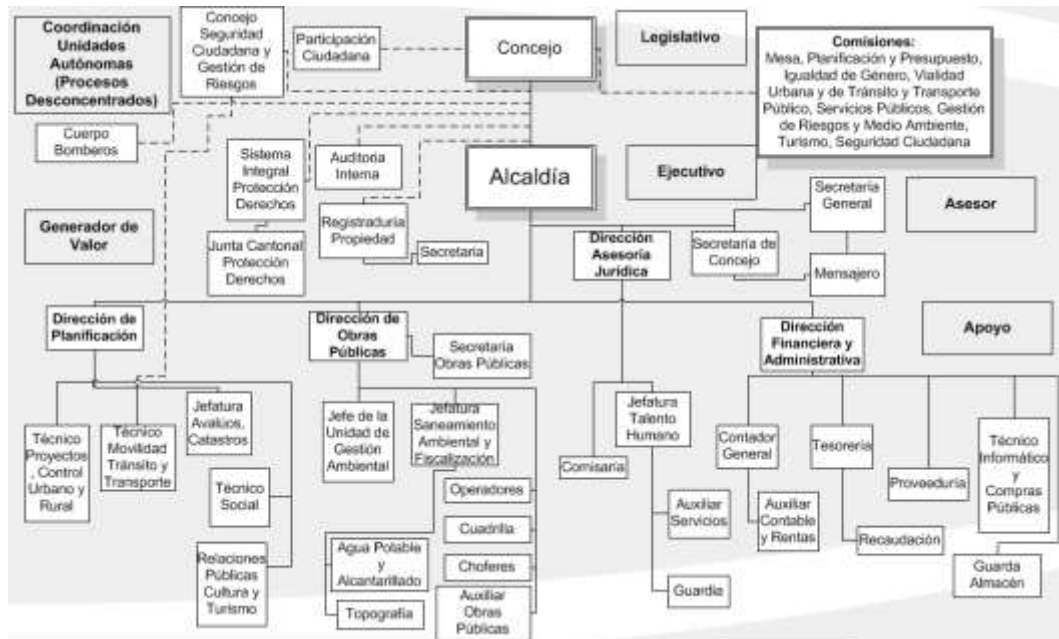 Coordinación
Unidades
Autónomas
(Procesos
Desconcentrados)
Concejo
Seguridad
Ciudadana y
Gestión de
Riesgos
Participación
Ciudadana
Concejo
Legislativo
Comisiones:
Mesa, Planificación y Presupuesto,
Igualdad de Género, Vialidad
Urbana y de Tránsito y Transporte
Público, Servicios Públicos, Gestión
de Riesgos y Medio Ambiente,
Turismo, Seguridad Ciudadana
Cuerpo
Bomberos
Sistema
Integral
Protección
Derechos
Auditoria
Interna
Alcaldía
Ejecutivo
Secretaria
General
Asesor
Generador de
Valor
Junta Cantonal
Protección
Derechos
Registraduría
Propiedad
Secretaria
Dirección
Asesoría
Jurídica
Secretaría de
Concejo
Mensajero
Dirección de
Planificación
Dirección de
Obras
Públicas
Secretaria
Obras Públicas
Dirección
Financiera y
Administrativa
Apoyo
Técnico
Proyectos
, Control
Urbano y
Rural
Técnico
Movilidad
Tránsito y
Transporte
Jefatura
Avalúos,
Catastros
Técnico
Social
Relaciones
Públicas
Cultura y
Turismo
Jefe de la
Unidad de
Gestión
Ambiental
Jefatura
Saneamiento
Ambiental y
Fiscalización
Operadores
Cuadrilla
Agua Potable
y
Alcantarillado
Choferes
Topografía
Auxiliar
Obras
Públicas
Comisaría
Jefatura
Talento
Humano
Auxiliar
Servicios
Guardia
Contador
General
Auxiliar
Contable
y Rentas
Tesorería
Recaudación
Proveeduría
Técnico
Informático
y
Compras
Públicas
Guarda
Almacén